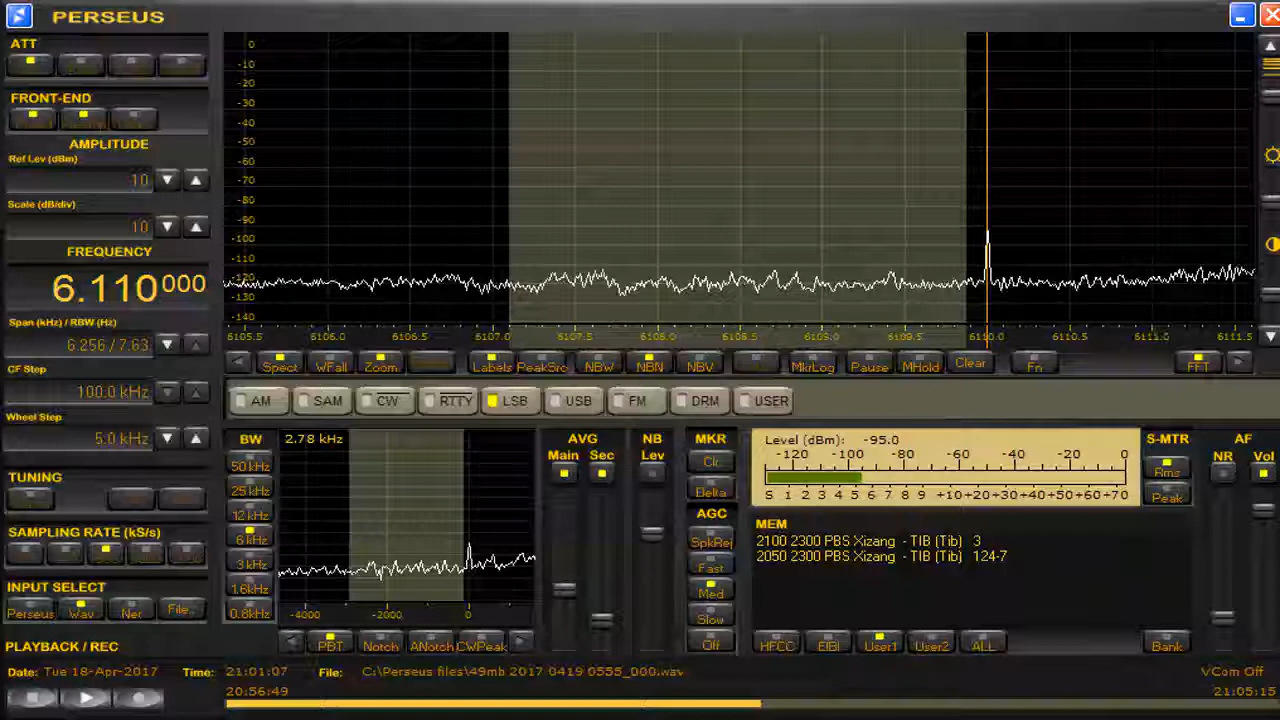 PERSEUS
ATT
FRONT-END
AMPLITUDE
Ref Lev (dBm)
10
Scale (dB/div)
10
FREQUENCY
6.110000
Span (kHz) / RBW (Hz)
6.256 / 7.63
CF Step
100.0 kHz
Wheel Step
5.0 kHz
TUNING
SAMPLING RATE (kS/s)
INPUT SELECT
Perseus Wav Net File..
PLAYBACK / REC
0
-10
-20
-30
-40
-50
-60
-70
-80
-90
-100
-110
-120
-130
-140
6105.5 6106.0 6106.5 6107.0 6107.5 6108.0 6108.5 6109.0 6109.5 6110.0 6110.5 6111.0 6111.5
Spect WFall Zoom Labels PeakSrc NBW NBN NBV MkrLog Pause MHold Clear Fn FFT
AM SAM CW RTTY LSB USB FM DRM USER
BW
50 kHz
25 kHz
12 kHz
6 kHz
3 kHz
1.6kHz
0.8kHz
2.78 kHz
-4000 -2000 0
PBT Notch ANotch CWPeak
AVG
Main Sec
NB
Lev
MKR
Clr
Delta
AGC
SpkRej
Fast
Med
Slow
Off
Level (dBm): -95.0
-120 -100 -80 -60 -40 -20 0
S 1 2 3 4 5 6 7 8 9 +10+20+30+40+50+60+70
S-MTR
Rms
Peak
AF
NR Vol
MEM
2100 2300 PBS Xizang - TIB (Tib) 3
2050 2300 PBS Xizang - TIB (Tib) 124-7
HFCC EIBI User1 User2 ALL Bank
Date: Tue 18-Apr-2017 Time: 21:01:07 File: C:\Perseus files\49mb 2017 0419 0555_000.wav VCom Off
20:56:49 21:05:15